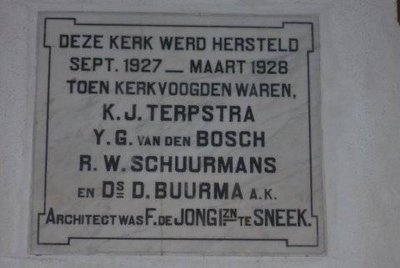 DEZE KERK WERD HERSTELD
SEPT. 1927 — MAART 1928
TOEN KERKVOOGDEN WAREN,
K.J. TERPSTRA
Y.G. VAN DEN BOSCH
R.W. SCHUURMANS
EN DS D. BUURMA A.K.
ARCHITECT WAS F. DE JONG IZN TE SNEEK.